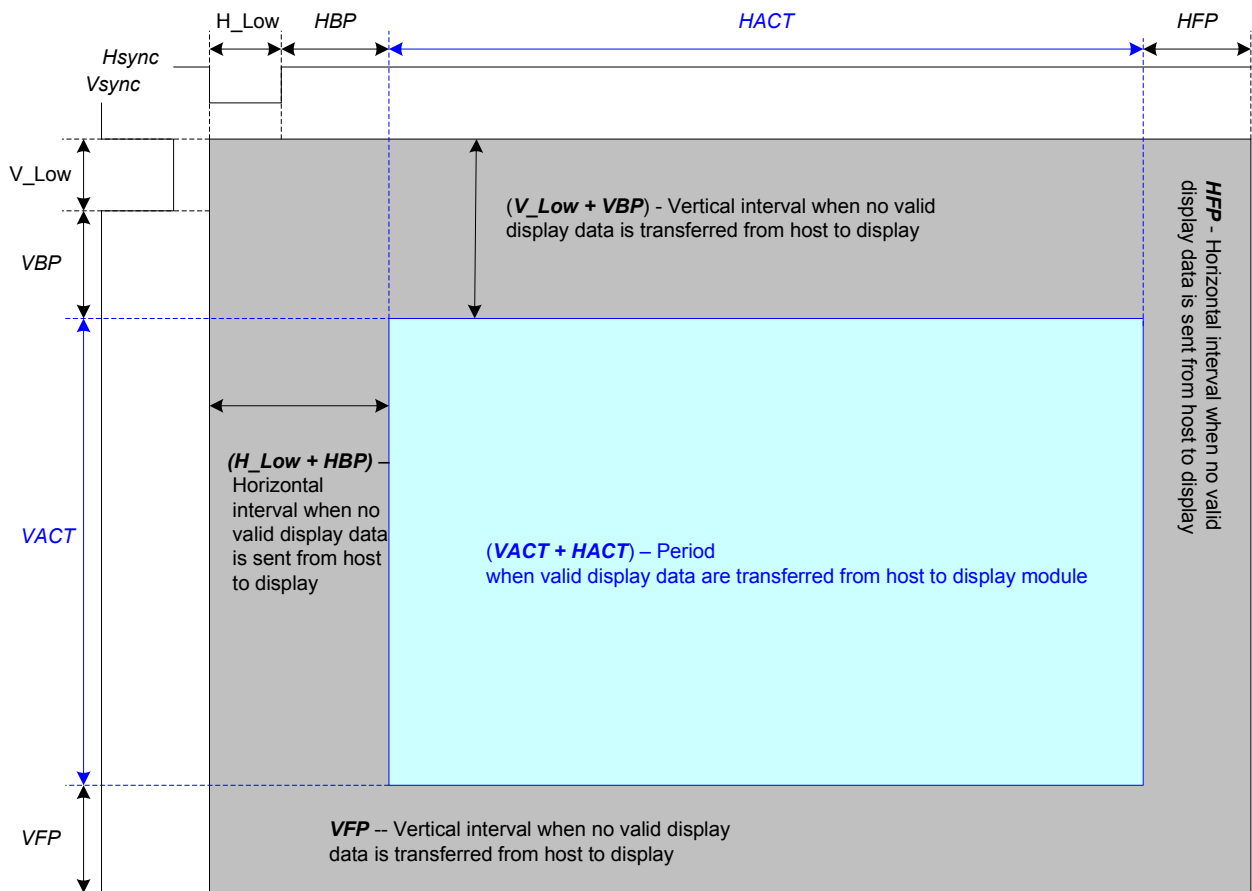 H_Low
HBP
HACT
HFP
Hsync
Vsync
V_Low
VBP
VACT
VFP
(V_Low + VBP) - Vertical interval when no valid
display data is transferred from host to display
HFP - Horizontal interval when no valid
display data is sent from host to display
(H_Low + HBP) –
Horizontal
interval when no
valid display data
is sent from host
to display
(VACT + HACT) – Period
when valid display data are transferred from host to display module
VFP -- Vertical interval when no valid display
data is transferred from host to display